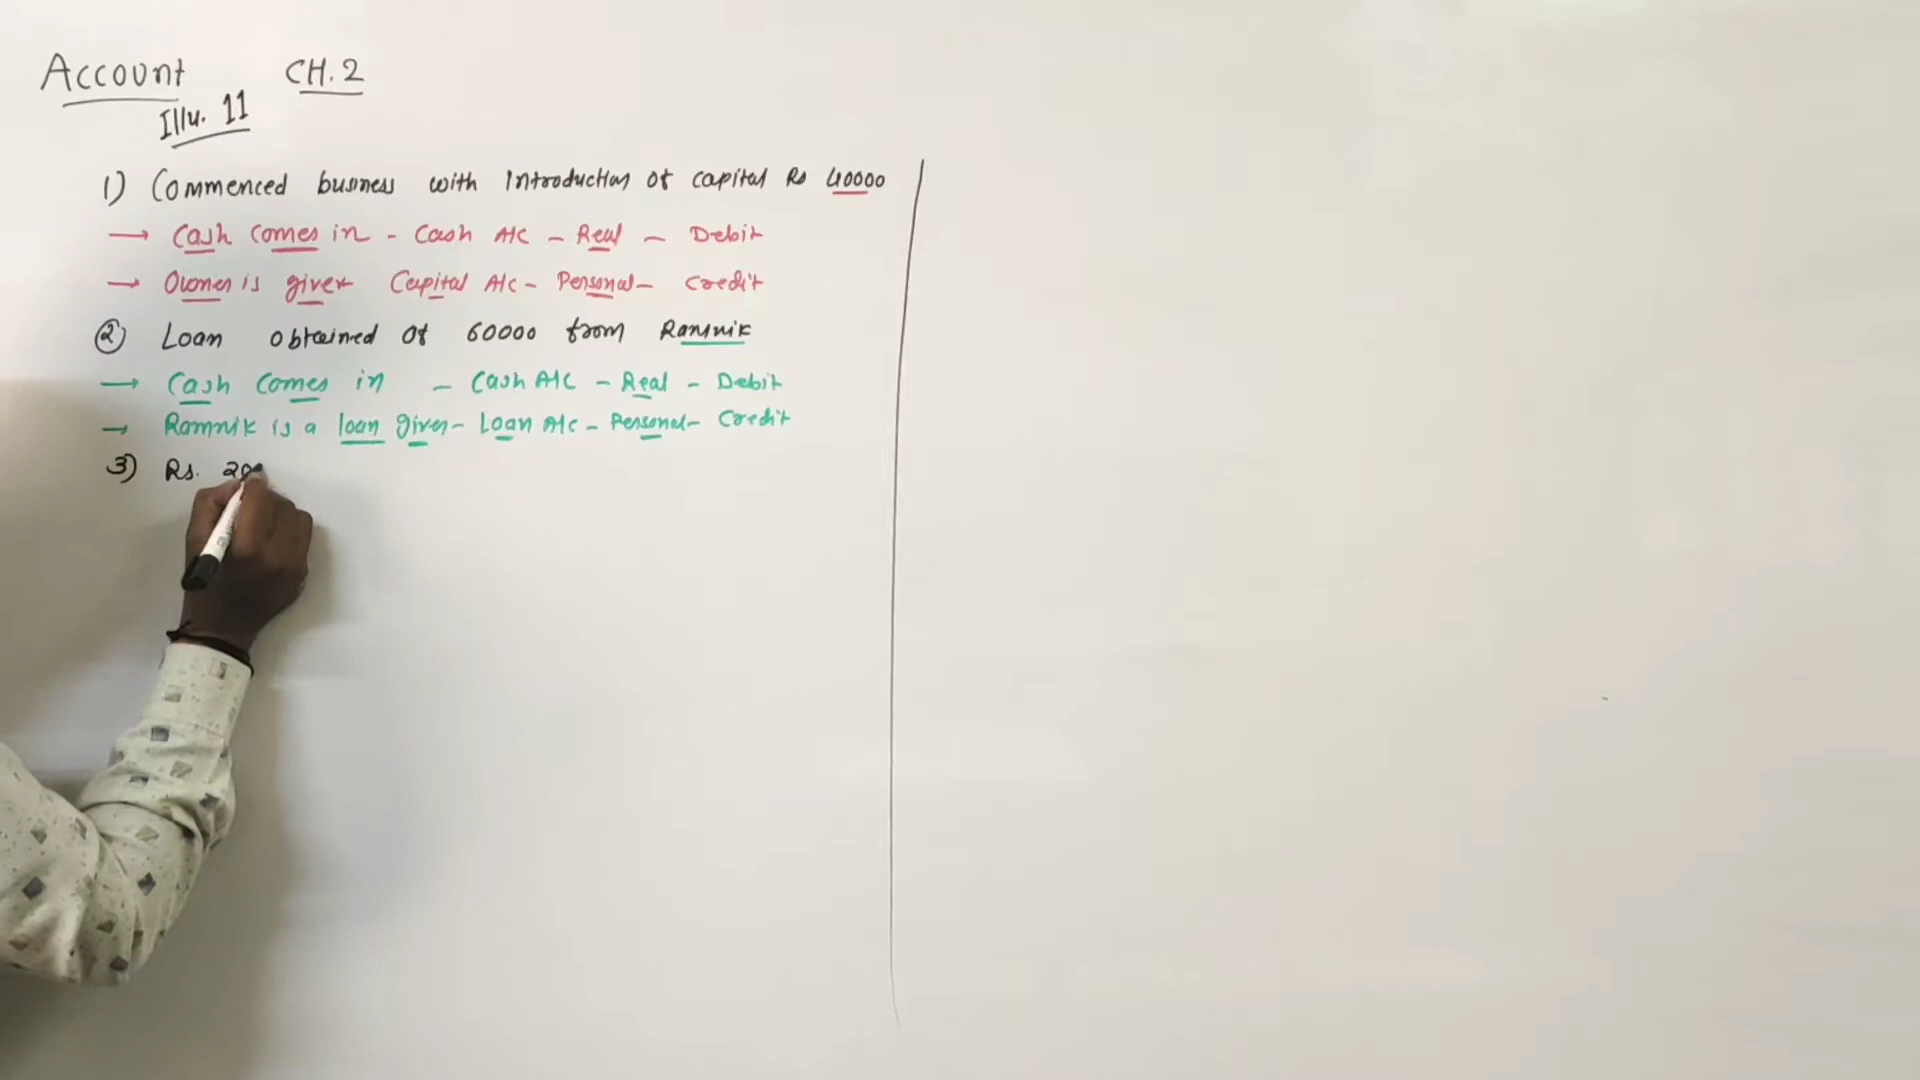 Account CH.2
Illu. 11
1) Commenced business with introduction of capital Rs 40000
→ Cash comes in - Cash A/c - Real - Debit
→ Owner is giver Capital A/c - Personal - Credit
② Loan obtained of 60000 from Ramnik
→ Cash comes in - Cash A/c - Real - Debit
→ Ramnik is a loan giver - Loan A/c - Personal - Credit
3) Rs.